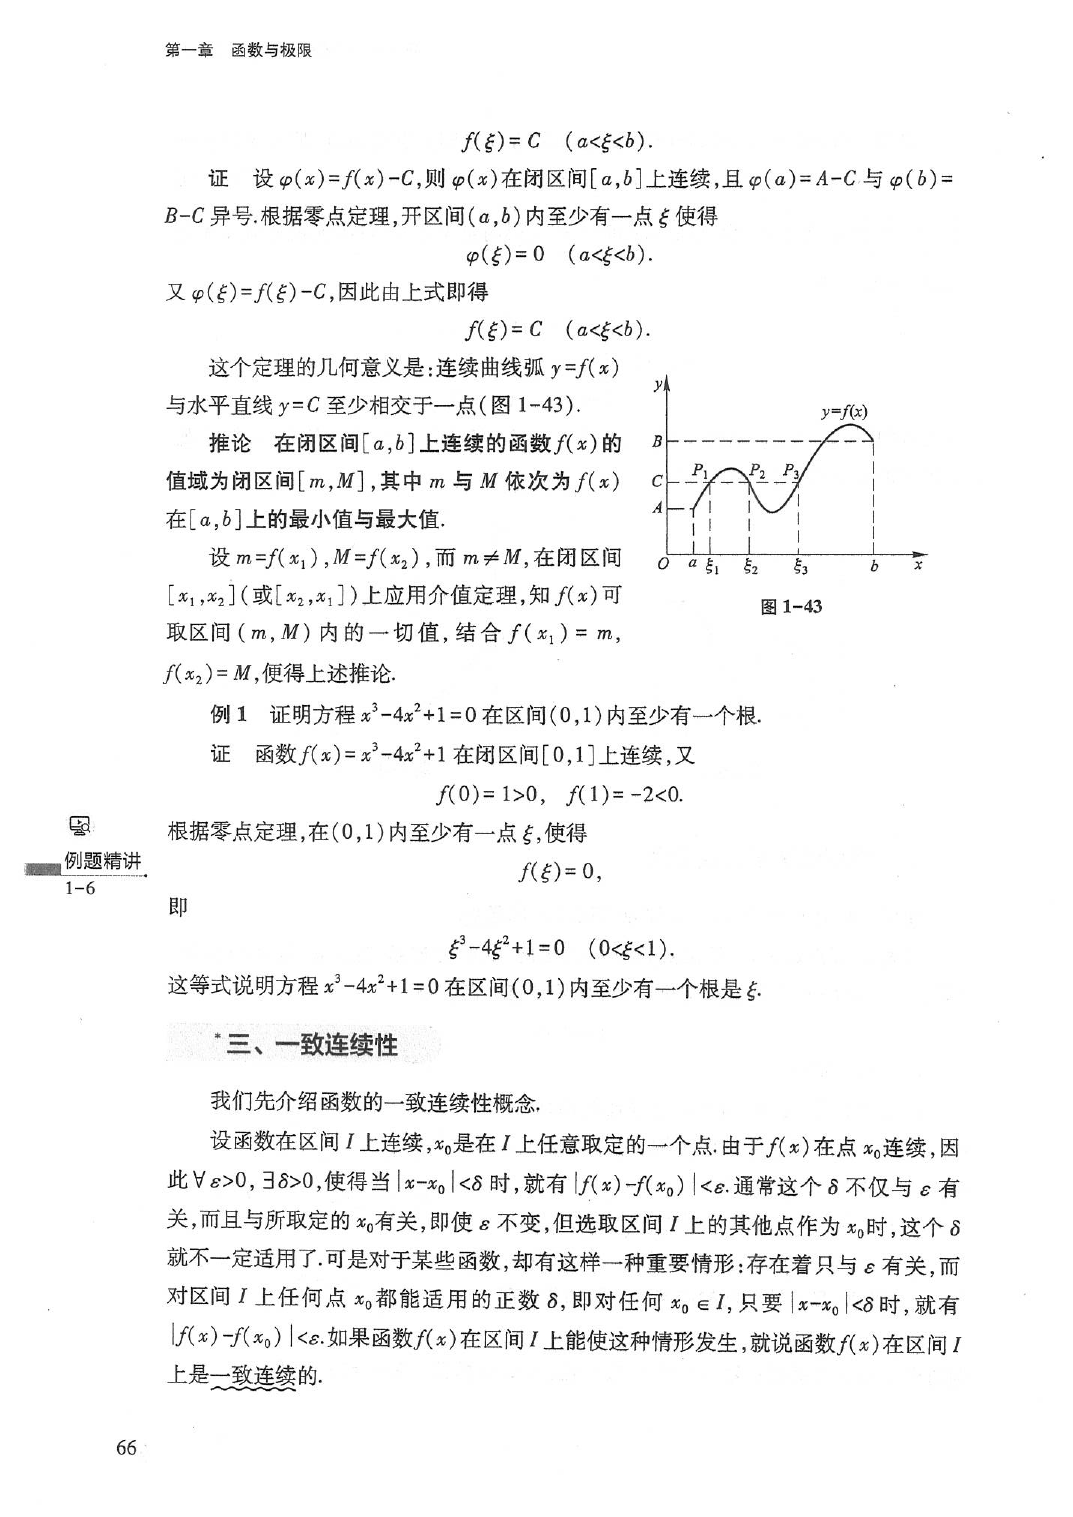 第一章 函数与极限
f(ξ)=C (a<ξ<b).
证 设φ(x)=f(x)-C,则φ(x)在闭区间[a,b]上连续,且φ(a)=A-C与φ(b)=
B-C异号.根据零点定理,开区间(a,b)内至少有一点ξ使得
φ(ξ)=0 (a<ξ<b).
又φ(ξ)=f(ξ)-C,因此由上式即得
f(ξ)=C (a<ξ<b).
这个定理的几何意义是:连续曲线弧y=f(x)
与水平直线y=C至少相交于一点(图1-43).
推论 在闭区间[a,b]上连续的函数f(x)的
值域为闭区间[m,M],其中m与M依次为f(x)
在[a,b]上的最小值与最大值.
设m=f(x₁),M=f(x₂),而m≠M,在闭区间
[x₁,x₂](或[x₂,x₁])上应用介值定理,知f(x)可
取区间(m,M)内的一切值,结合f(x₁)=m,
f(x₂)=M,便得上述推论.
y
y=f(x)
B
C
P₁ P₂ P₃
A
O a ξ₁ ξ₂ ξ₃ b x
图1-43
例1 证明方程x³-4x²+1=0在区间(0,1)内至少有一个根.
证 函数f(x)=x³-4x²+1在闭区间[0,1]上连续,又
f(0)=1>0, f(1)=-2<0.
根据零点定理,在(0,1)内至少有一点ξ,使得
例题精讲
1-6
f(ξ)=0,
即
ξ³-4ξ²+1=0 (0<ξ<1).
这等式说明方程x³-4x²+1=0在区间(0,1)内至少有一个根是ξ.
*三、一致连续性
我们先介绍函数的一致连续性概念.
设函数在区间I上连续,x₀是在I上任意取定的一个点.由于f(x)在点x₀连续,因
此∀ε>0,∃δ>0,使得当|x-x₀|<δ时,就有|f(x)-f(x₀)|<ε.通常这个δ不仅与ε有
关,而且与所取定的x₀有关,即使ε不变,但选取区间I上的其他点作为x₀时,这个δ
就不一定适用了.可是对于某些函数,却有这样一种重要情形:存在着只与ε有关,而
对区间I上任何点x₀都能适用的正数δ,即对任何x₀∈I,只要|x-x₀|<δ时,就有
|f(x)-f(x₀)|<ε.如果函数f(x)在区间I上能使这种情形发生,就说函数f(x)在区间I
上是一致连续的.
66